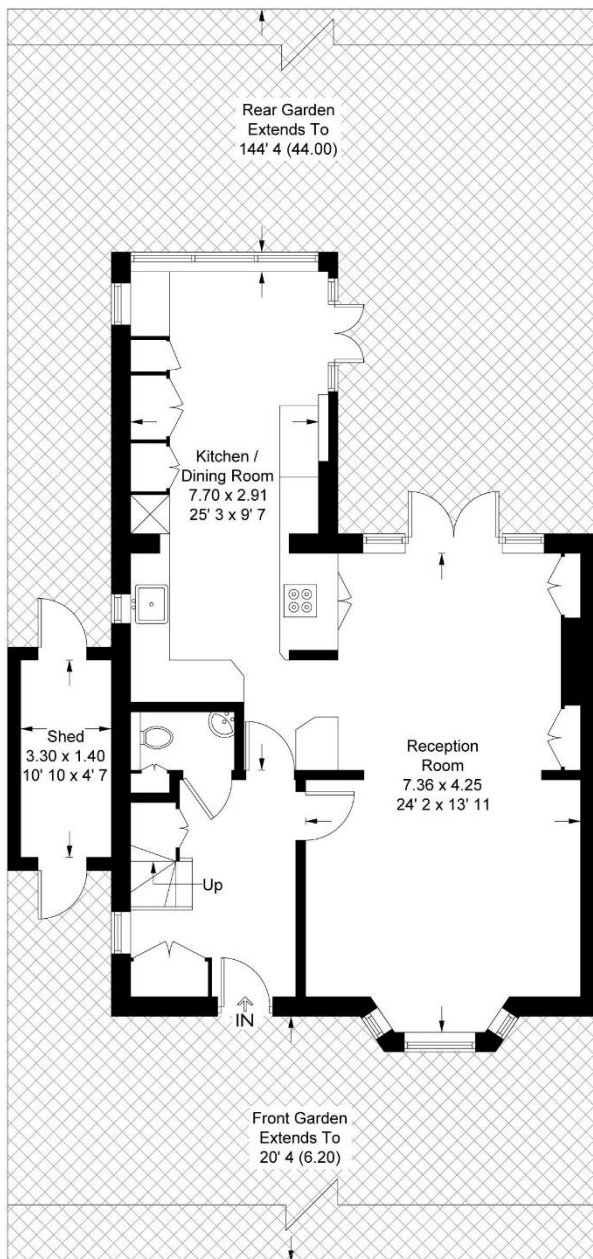 Rear Garden
Extends To
144' 4 (44.00)
Kitchen /
Dining Room
7.70 x 2.91
25' 3 x 9' 7
Shed
3.30 x 1.40
10' 10 x 4' 7
Reception
Room
7.36 x 4.25
24' 2 x 13' 11
Up
IN
Front Garden
Extends To
20' 4 (6.20)